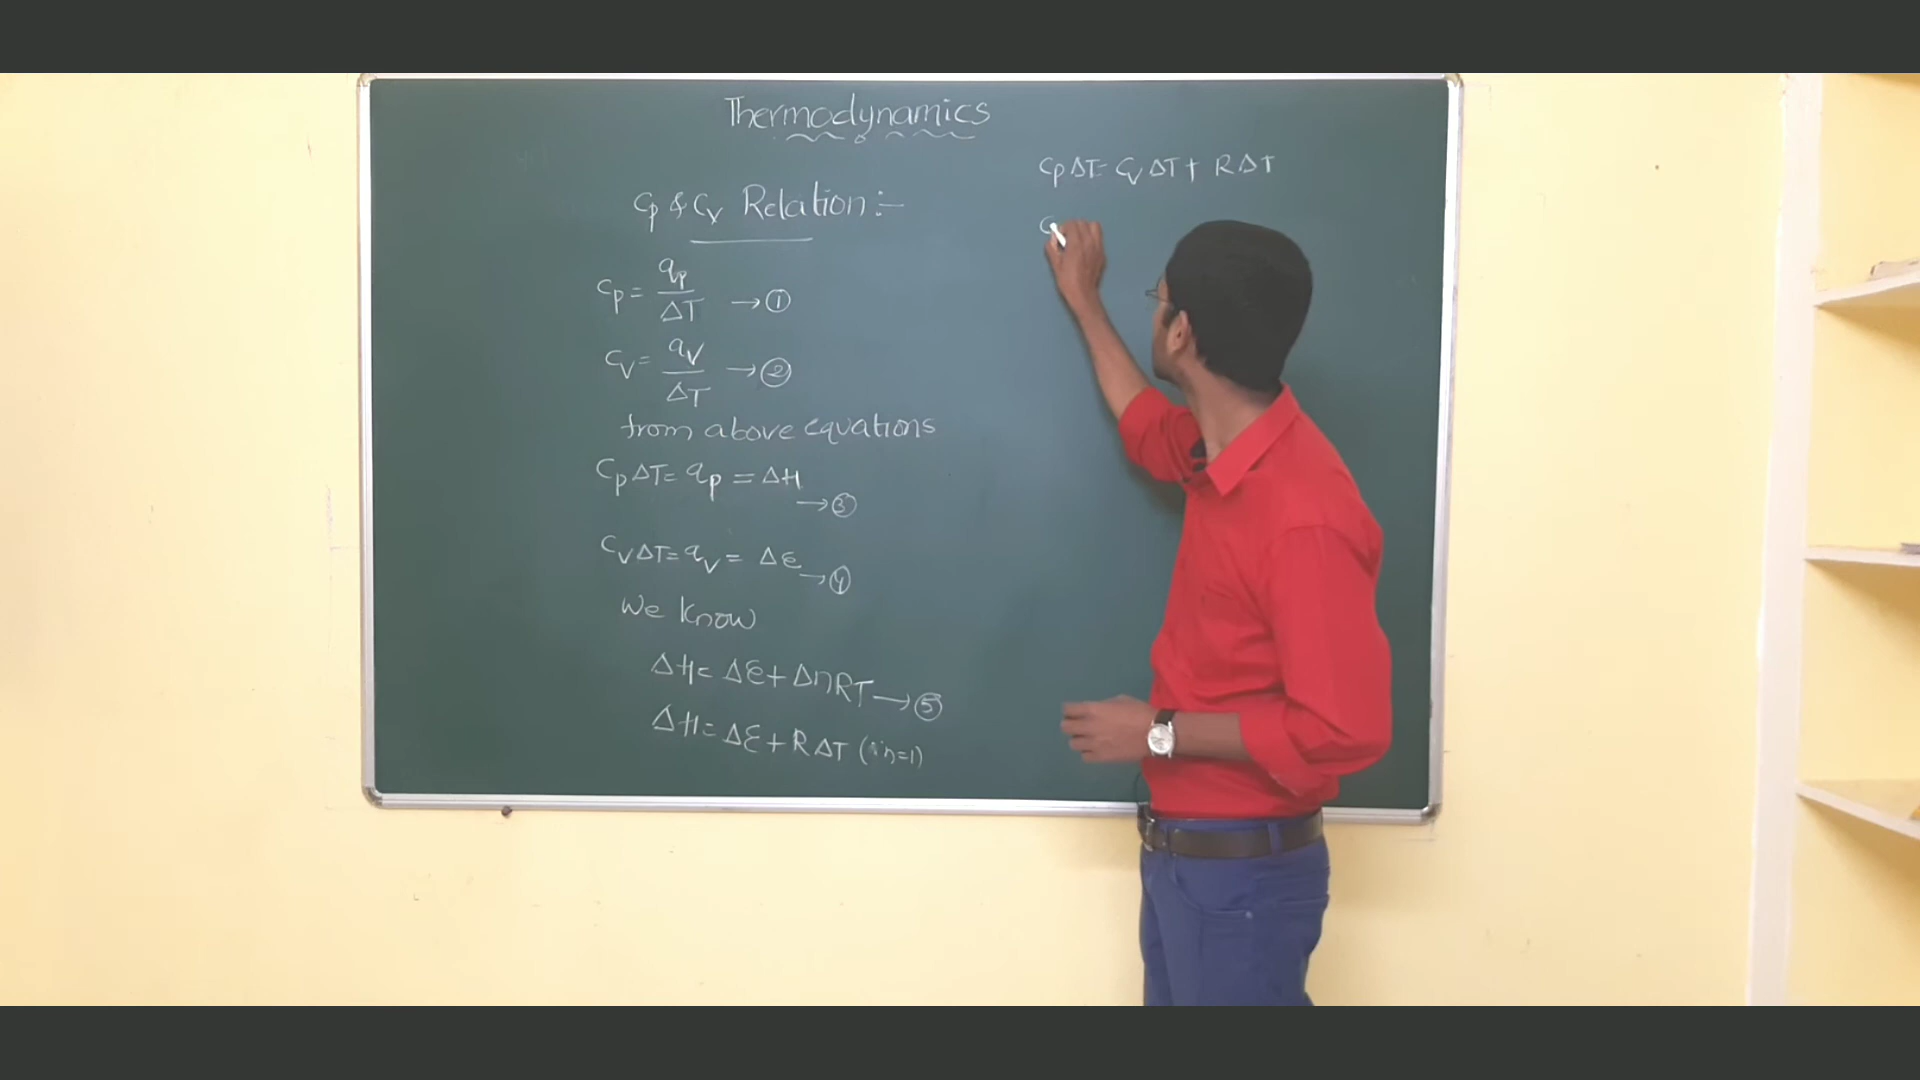 Thermodynamics
Cp & Cv Relation :-
Cp = qp / ΔT → ①
Cv = qv / ΔT → ②
from above equations
CpΔT = qp = ΔH → ③
CvΔT = qv = ΔE → ④
We know
ΔH = ΔE + ΔnRT → ⑤
ΔH = ΔE + RΔT (∵n=1)
CpΔT = CvΔT + RΔT
C